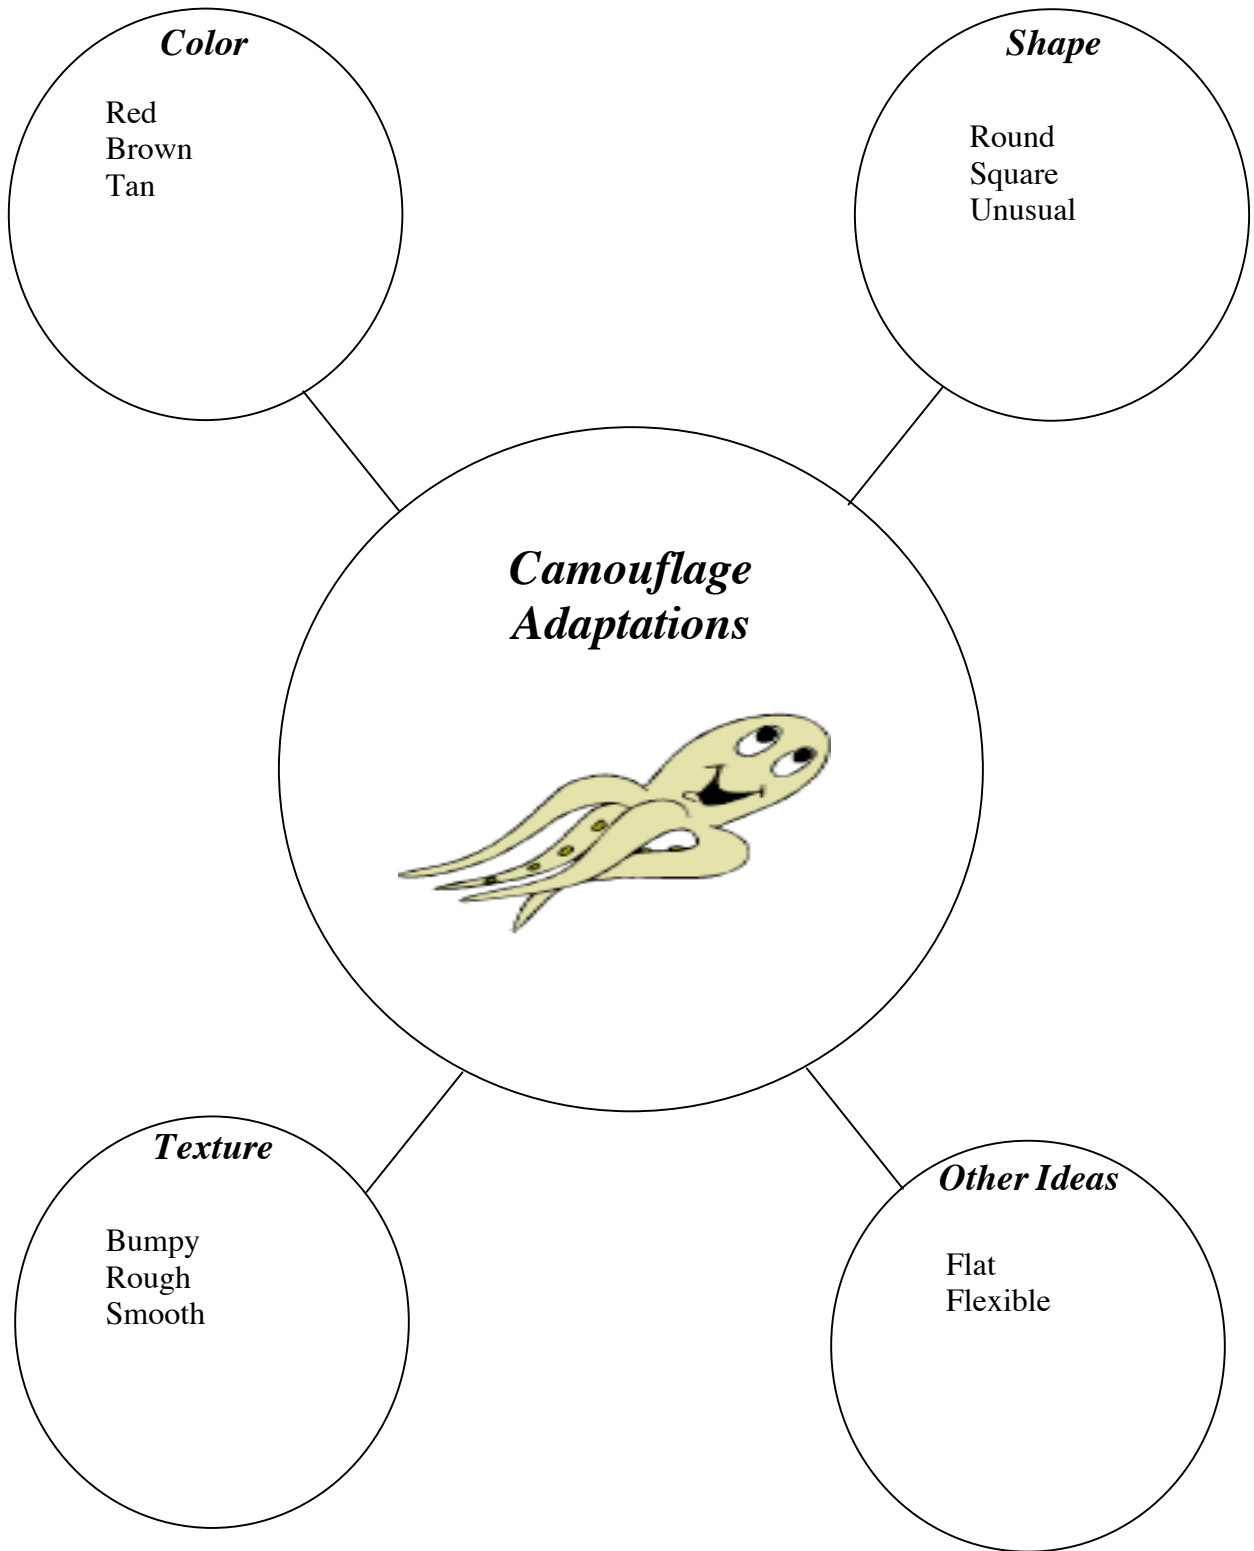 Color
Red
Brown
Tan
Shape
Round
Square
Unusual
Camouflage
Adaptations
Texture
Bumpy
Rough
Smooth
Other Ideas
Flat
Flexible